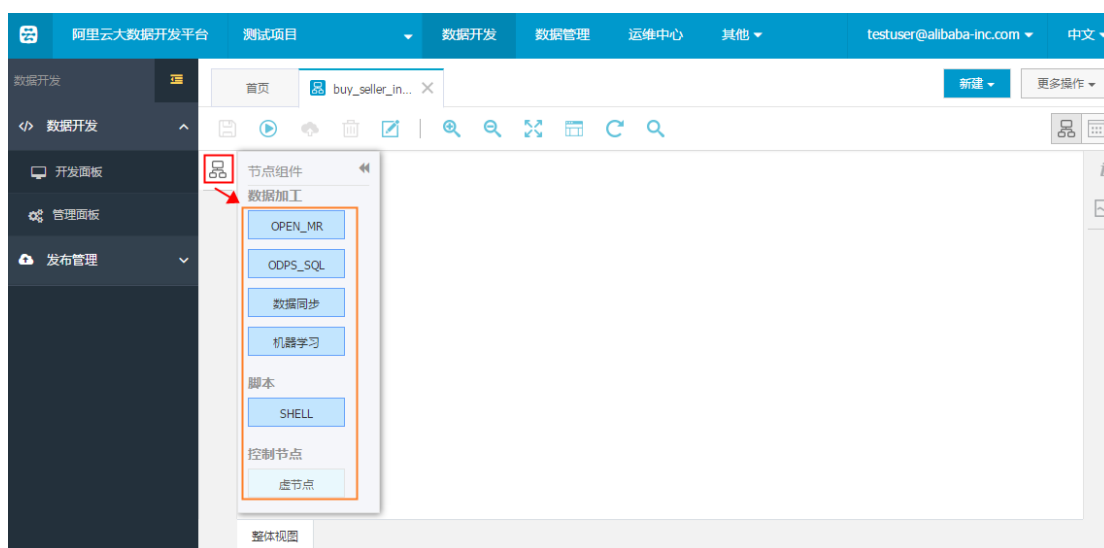 阿里云大数据开发平台 测试项目 数据开发 数据管理 运维中心 其他 testuser@alibaba-inc.com 中文
数据开发 首页 buy_seller_in... 新建 更多操作
数据开发
开发面板
管理面板
发布管理
节点组件
数据加工
OPEN_MR
ODPS_SQL
数据同步
机器学习
脚本
SHELL
控制节点
虚节点
整体视图